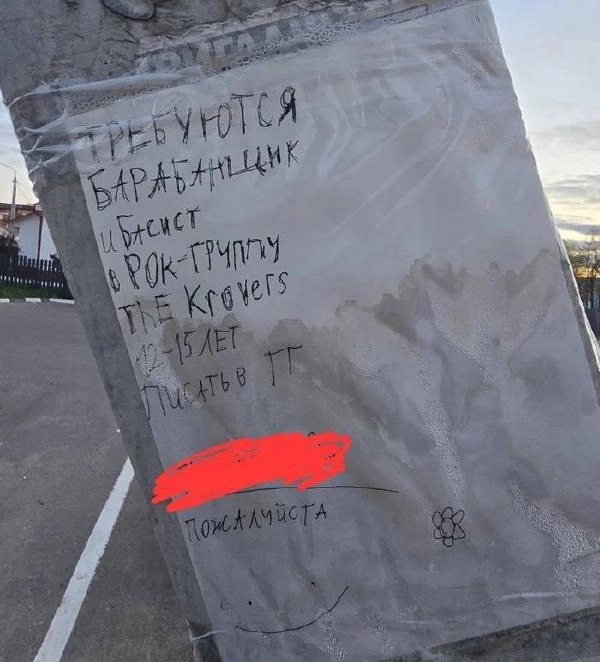 ТРЕБУЮТСЯ
БАРАБАНЩИК
и БАСИСТ
в РОК-ГРУППУ
ThE Krovers
12-15 ЛЕТ
ПИСАТЬ В ТГ
ПОЖАЛУЙСТА